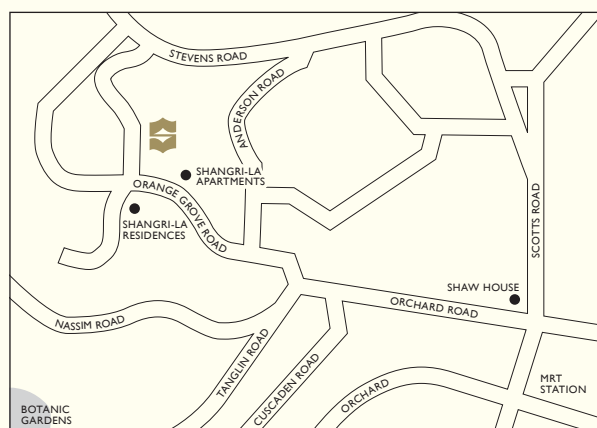 STEVENS ROAD
ANDERSON ROAD
SHANGRI-LA
APARTMENTS
ORANGE GROVE ROAD
SHANGRI-LA
RESIDENCES
SCOTTS ROAD
SHAW HOUSE
ORCHARD ROAD
NASSIM ROAD
TANGLIN ROAD
CUSCADEN ROAD
ORCHARD
MRT
STATION
BOTANIC
GARDENS